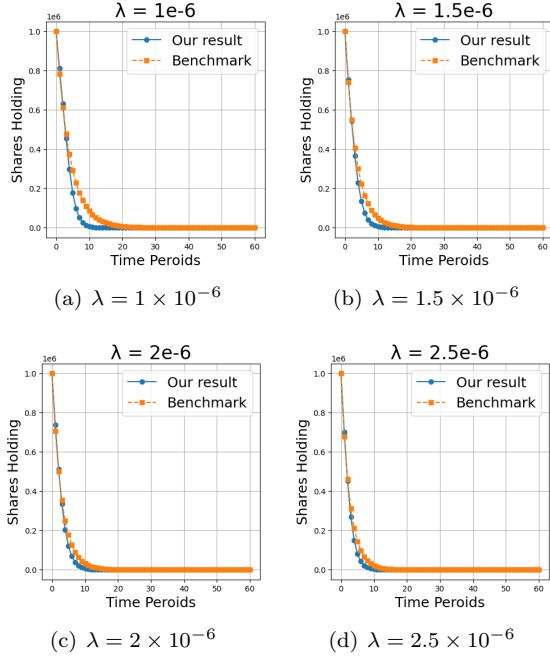 λ = 1e-6
1e6
1.0
0.8
0.6
0.4
0.2
0.0
Shares Holding
Our result
Benchmark
0 10 20 30 40 50 60
Time Peroids
(a) λ = 1 × 10⁻⁶
λ = 1.5e-6
1e6
1.0
0.8
0.6
0.4
0.2
0.0
Shares Holding
Our result
Benchmark
0 10 20 30 40 50 60
Time Peroids
(b) λ = 1.5 × 10⁻⁶
λ = 2e-6
1e6
1.0
0.8
0.6
0.4
0.2
0.0
Shares Holding
Our result
Benchmark
0 10 20 30 40 50 60
Time Peroids
(c) λ = 2 × 10⁻⁶
λ = 2.5e-6
1e6
1.0
0.8
0.6
0.4
0.2
0.0
Shares Holding
Our result
Benchmark
0 10 20 30 40 50 60
Time Peroids
(d) λ = 2.5 × 10⁻⁶